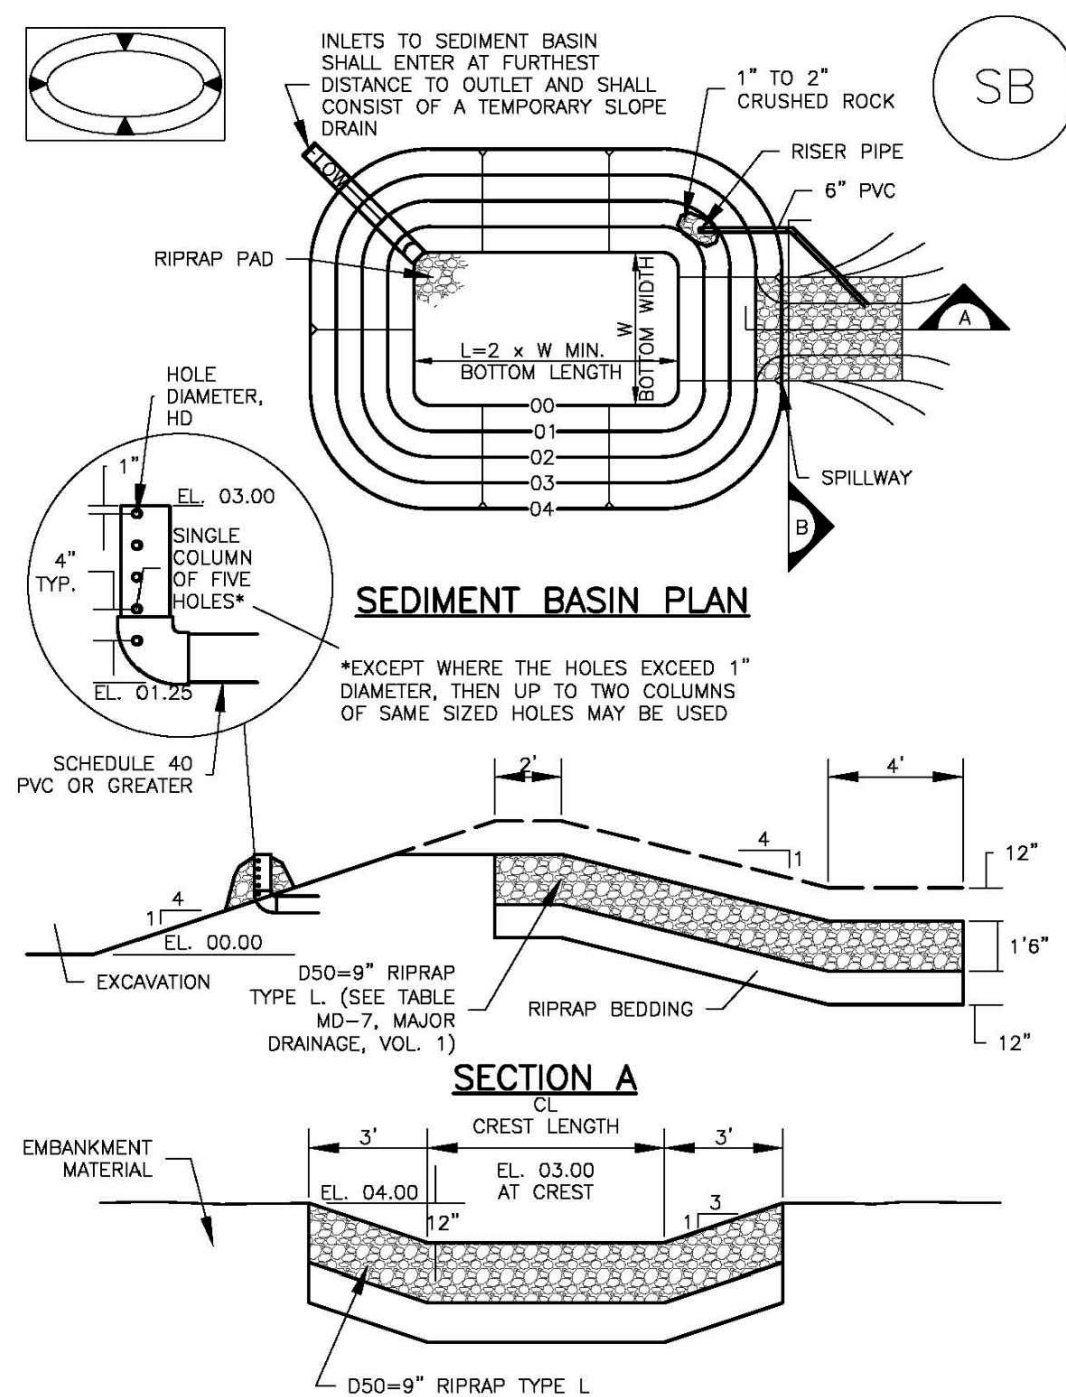 INLETS TO SEDIMENT BASIN
SHALL ENTER AT FURTHEST
DISTANCE TO OUTLET AND SHALL
CONSIST OF A TEMPORARY SLOPE
DRAIN
1" TO 2"
CRUSHED ROCK
SB
RISER PIPE
6" PVC
FLOW
RIPRAP PAD
A
W
BOTTOM WIDTH
L=2 x W MIN.
BOTTOM LENGTH
00
01
02
03
04
SPILLWAY
B
HOLE
DIAMETER,
HD
1"
EL. 03.00
4"
TYP.
SINGLE
COLUMN
OF FIVE
HOLES*
EL. 01.25
SEDIMENT BASIN PLAN
*EXCEPT WHERE THE HOLES EXCEED 1"
DIAMETER, THEN UP TO TWO COLUMNS
OF SAME SIZED HOLES MAY BE USED
SCHEDULE 40
PVC OR GREATER
2'
4'
4
1
12"
4
1
EL. 00.00
1'6"
EXCAVATION
D50=9" RIPRAP
TYPE L. (SEE TABLE
MD-7, MAJOR
DRAINAGE, VOL. 1)
RIPRAP BEDDING
12"
SECTION A
CL
CREST LENGTH
3'
3'
EMBANKMENT
MATERIAL
EL. 04.00
EL. 03.00
AT CREST
12"
3
1
D50=9" RIPRAP TYPE L